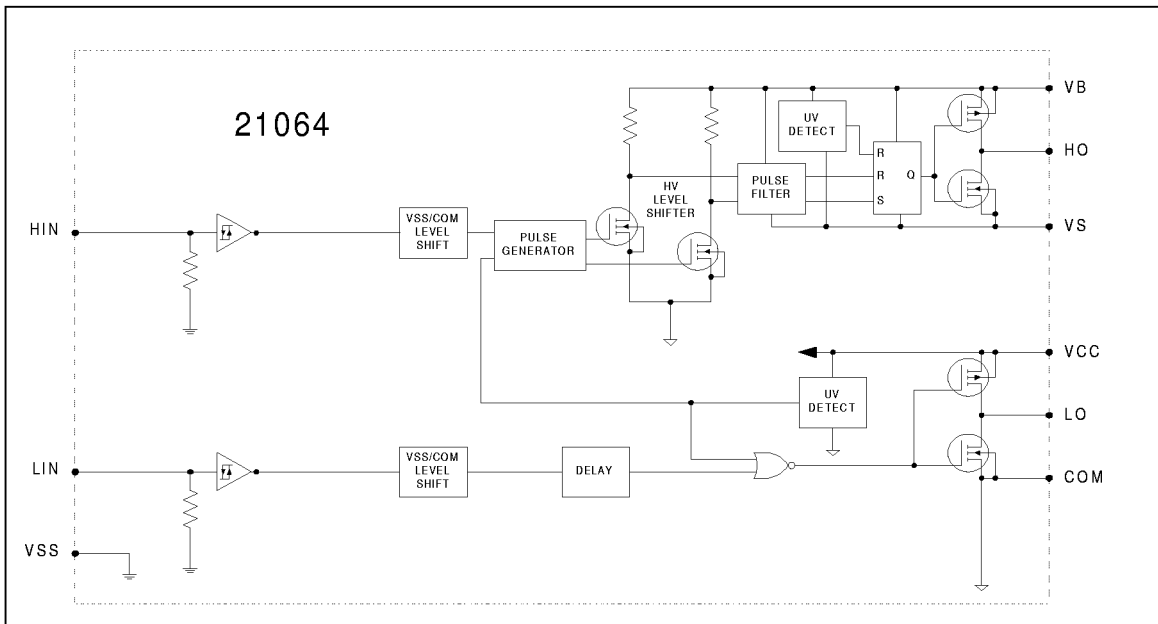 21064
VB
UV
DETECT
HO
R
R
Q
S
HV
LEVEL
SHIFTER
PULSE
FILTER
VS
HIN
VSS/COM
LEVEL
SHIFT
PULSE
GENERATOR
VCC
UV
DETECT
LO
LIN
VSS/COM
LEVEL
SHIFT
DELAY
COM
VSS